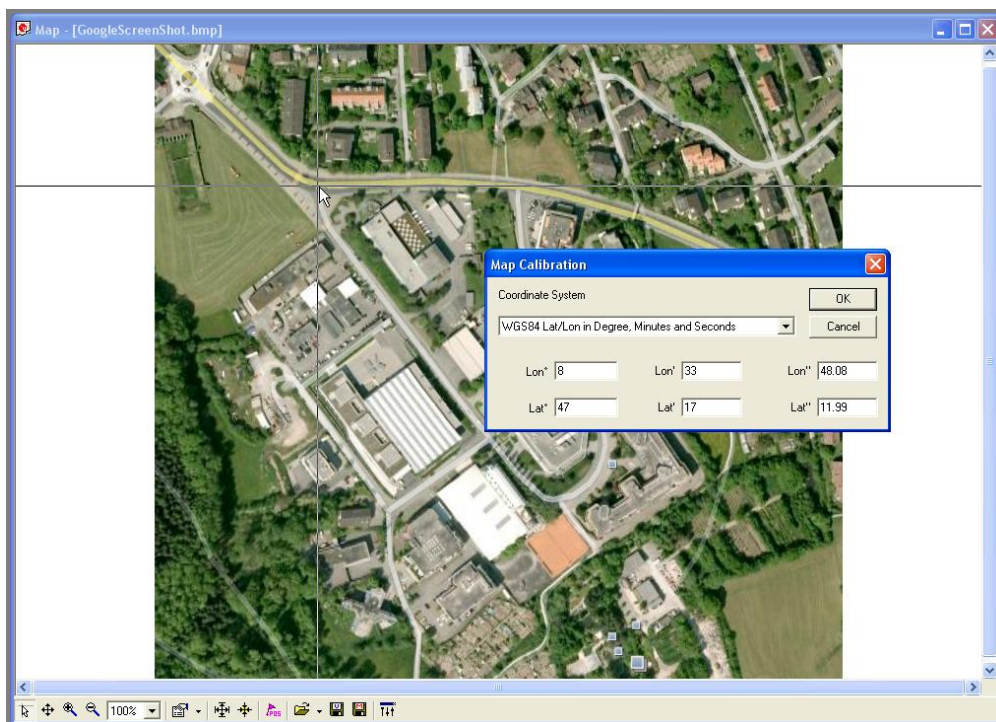 Map - [GoogleScreenShot.bmp]
Map Calibration
Coordinate System
OK
WGS84 Lat/Lon in Degree, Minutes and Seconds
Cancel
Lon° 8 Lon' 33 Lon'' 48.08
Lat° 47 Lat' 17 Lat'' 11.99
100%
POS